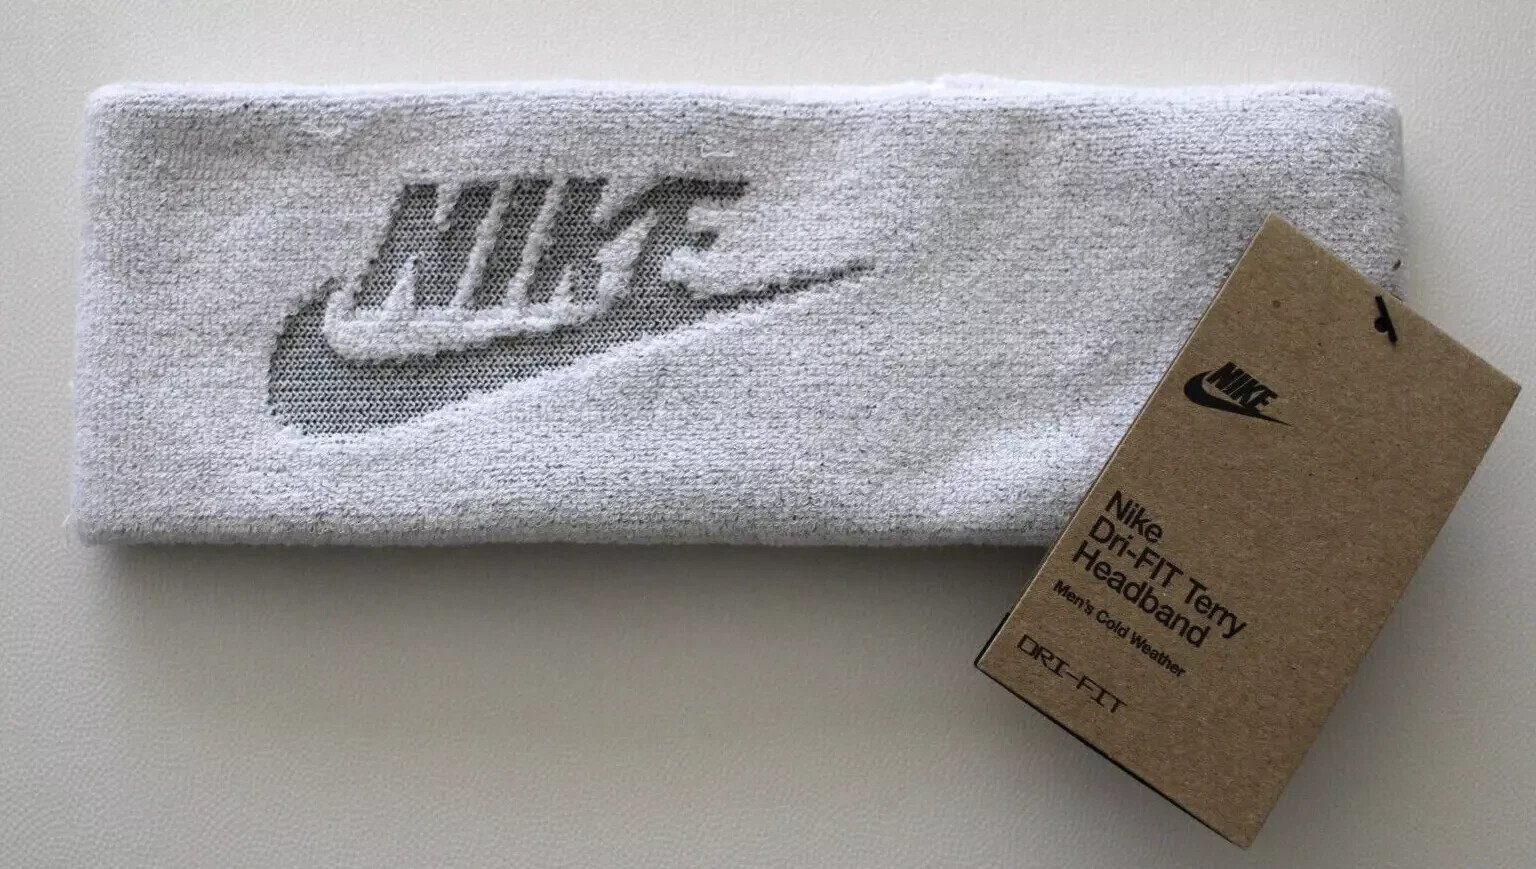 NIKE
NIKE
Nike
Dri-FIT Terry
Headband
Men's Cold Weather
DRI-FIT